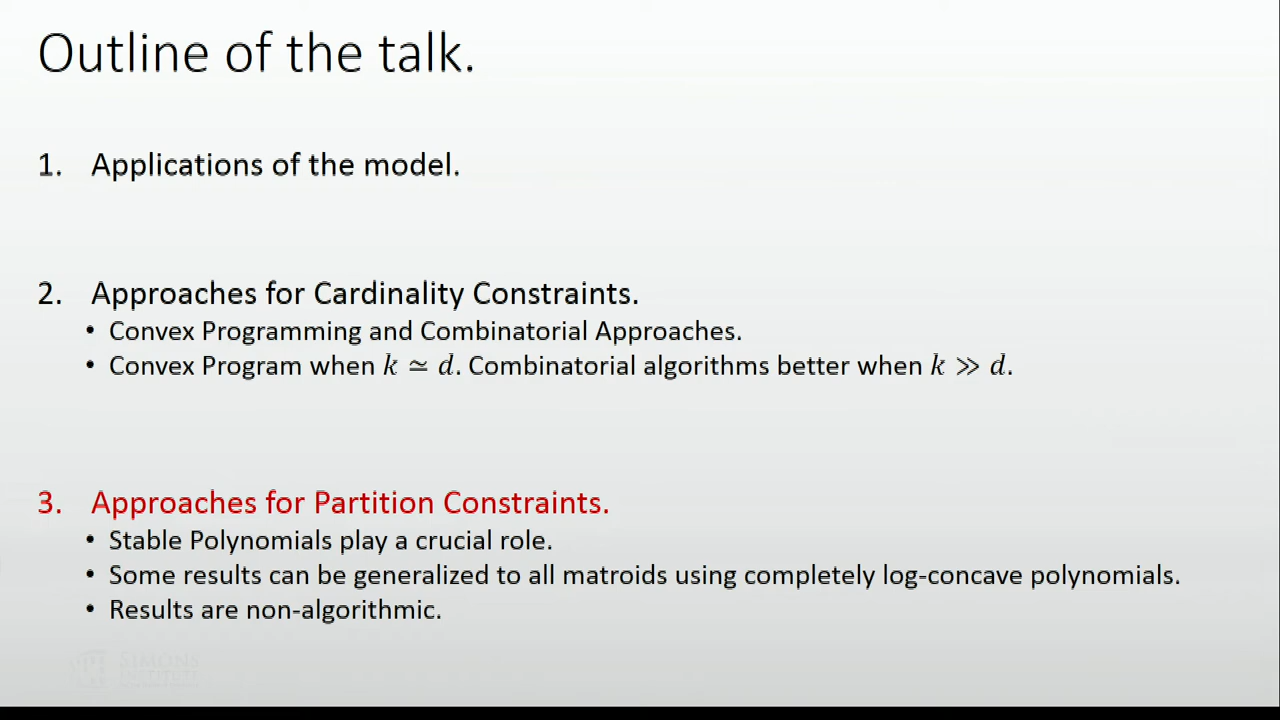 Outline of the talk.
1. Applications of the model.
2. Approaches for Cardinality Constraints.
• Convex Programming and Combinatorial Approaches.
• Convex Program when k ≃ d. Combinatorial algorithms better when k ≫ d.
3. Approaches for Partition Constraints.
• Stable Polynomials play a crucial role.
• Some results can be generalized to all matroids using completely log-concave polynomials.
• Results are non-algorithmic.
SIMONS
INSTITUTE